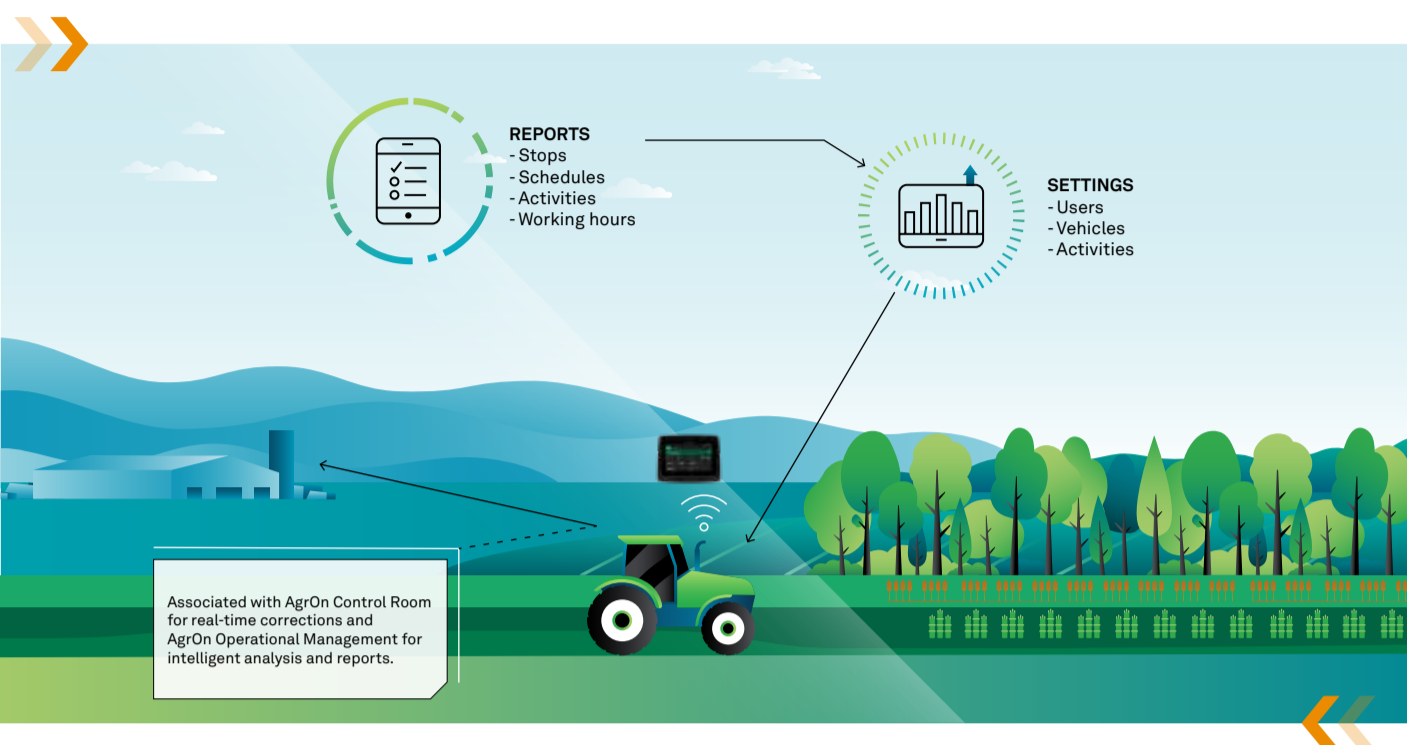 REPORTS
- Stops
- Schedules
- Activities
- Working hours
SETTINGS
- Users
- Vehicles
- Activities
Associated with AgrOn Control Room
for real-time corrections and
AgrOn Operational Management for
intelligent analysis and reports.